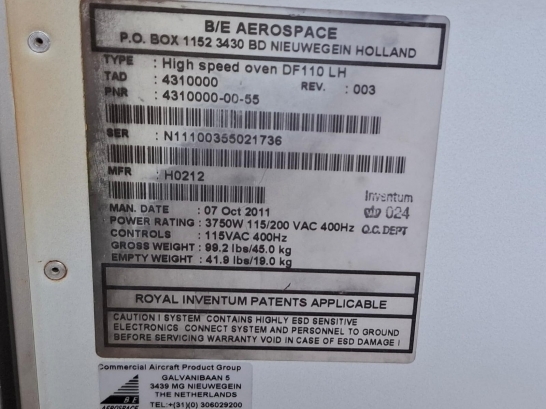 B/E AEROSPACE
P.O. BOX 1152 3430 BD NIEUWEGEIN HOLLAND
TYPE : High speed oven DF110 LH
TAD : 4310000 REV. : 003
PNR : 4310000-00-55
SER : N11100355021736
MFR : H0212
Inventum
024
Q.C. DEPT
MAN. DATE : 07 Oct 2011
POWER RATING : 3750W 115/200 VAC 400Hz
CONTROLS : 115VAC 400Hz
GROSS WEIGHT : 99.2 lbs/45.0 kg
EMPTY WEIGHT : 41.9 lbs/19.0 kg
ROYAL INVENTUM PATENTS APPLICABLE
CAUTION ! SYSTEM CONTAINS HIGHLY ESD SENSITIVE
ELECTRONICS CONNECT SYSTEM AND PERSONNEL TO GROUND
BEFORE SERVICING WARRANTY VOID IN CASE OF ESD DAMAGE !
Commercial Aircraft Product Group
GALVANIBAAN 5
3439 MG NIEUWEGEIN
THE NETHERLANDS
TEL:+(31)(0) 306029200
B E
AEROSPACE